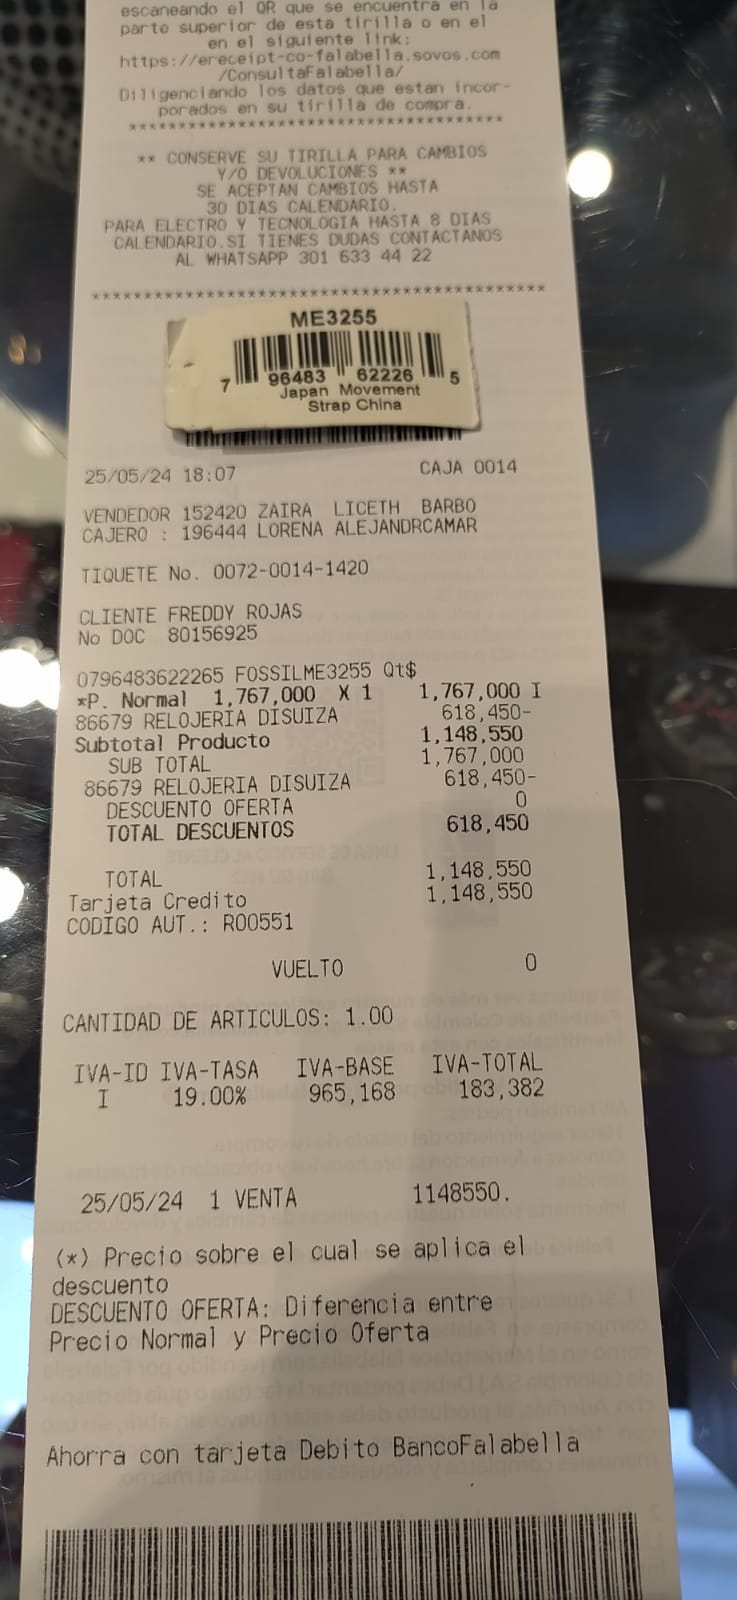 escaneando el QR que se encuentra en la
parte superior de esta tirilla o en el
en el siguiente link:
https://ereceipt-co-falabella.sovos.com
/ConsultaFalabella/
Diligenciando los datos que estan incor-
porados en su tirilla de compra.
****************************************
** CONSERVE SU TIRILLA PARA CAMBIOS
Y/O DEVOLUCIONES **
SE ACEPTAN CAMBIOS HASTA
30 DIAS CALENDARIO.
PARA ELECTRO Y TECNOLOGIA HASTA 8 DIAS
CALENDARIO.SI TIENES DUDAS CONTACTANOS
AL WHATSAPP 301 633 44 22
****************************************
ME3255
7 96483 62226 5
Japan Movement
Strap China
25/05/24 18:07 CAJA 0014
VENDEDOR 152420 ZAIRA LICETH BARBO
CAJERO : 196444 LORENA ALEJANDRCAMAR
TIQUETE No. 0072-0014-1420
CLIENTE FREDDY ROJAS
No DOC 80156925
0796483622265 FOSSILME3255 Qt$
*P. Normal 1,767,000 X 1 1,767,000 I
86679 RELOJERIA DISUIZA 618,450-
Subtotal Producto 1,148,550
SUB TOTAL 1,767,000
86679 RELOJERIA DISUIZA 618,450-
DESCUENTO OFERTA 0
TOTAL DESCUENTOS 618,450
TOTAL 1,148,550
Tarjeta Credito 1,148,550
CODIGO AUT.: R00551
VUELTO 0
CANTIDAD DE ARTICULOS: 1.00
IVA-ID IVA-TASA IVA-BASE IVA-TOTAL
I 19.00% 965,168 183,382
25/05/24 1 VENTA 1148550.
(*) Precio sobre el cual se aplica el
descuento
DESCUENTO OFERTA: Diferencia entre
Precio Normal y Precio Oferta
Ahorra con tarjeta Debito BancoFalabella